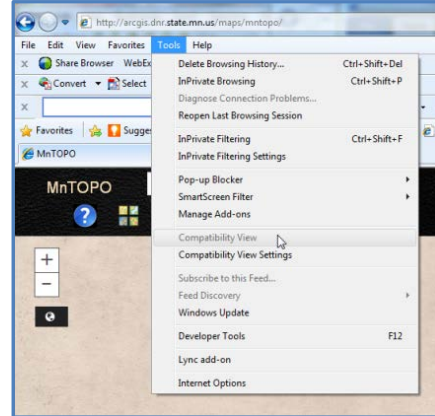 http://arcgis.dnr.state.mn.us/maps/mntopo/
File Edit View Favorites Tools Help
x Share Browser WebEx
x Convert Select
x
Favorites Sugges
MnTOPO
MnTOPO
?
+
−
Delete Browsing History... Ctrl+Shift+Del
InPrivate Browsing Ctrl+Shift+P
Diagnose Connection Problems...
Reopen Last Browsing Session
InPrivate Filtering Ctrl+Shift+F
InPrivate Filtering Settings
Pop-up Blocker
SmartScreen Filter
Manage Add-ons
Compatibility View
Compatibility View Settings
Subscribe to this Feed...
Feed Discovery
Windows Update
Developer Tools F12
Lync add-on
Internet Options